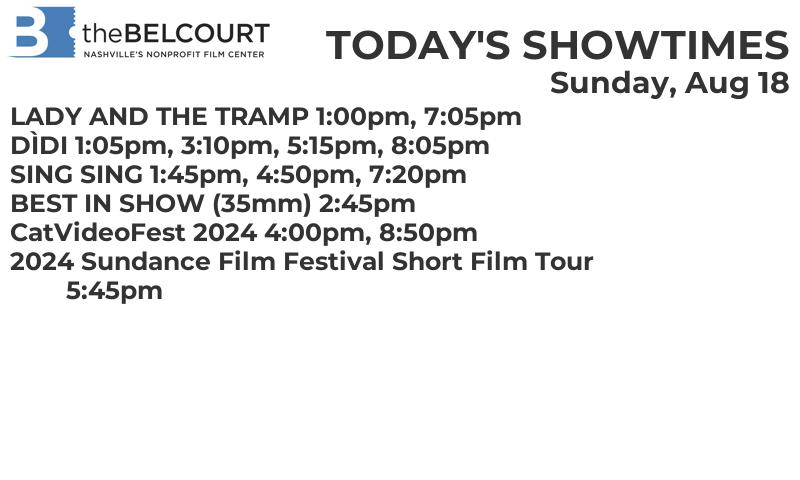 B theBELCOURT
NASHVILLE'S NONPROFIT FILM CENTER
TODAY'S SHOWTIMES
Sunday, Aug 18
LADY AND THE TRAMP 1:00pm, 7:05pm
DÌDI 1:05pm, 3:10pm, 5:15pm, 8:05pm
SING SING 1:45pm, 4:50pm, 7:20pm
BEST IN SHOW (35mm) 2:45pm
CatVideoFest 2024 4:00pm, 8:50pm
2024 Sundance Film Festival Short Film Tour
5:45pm